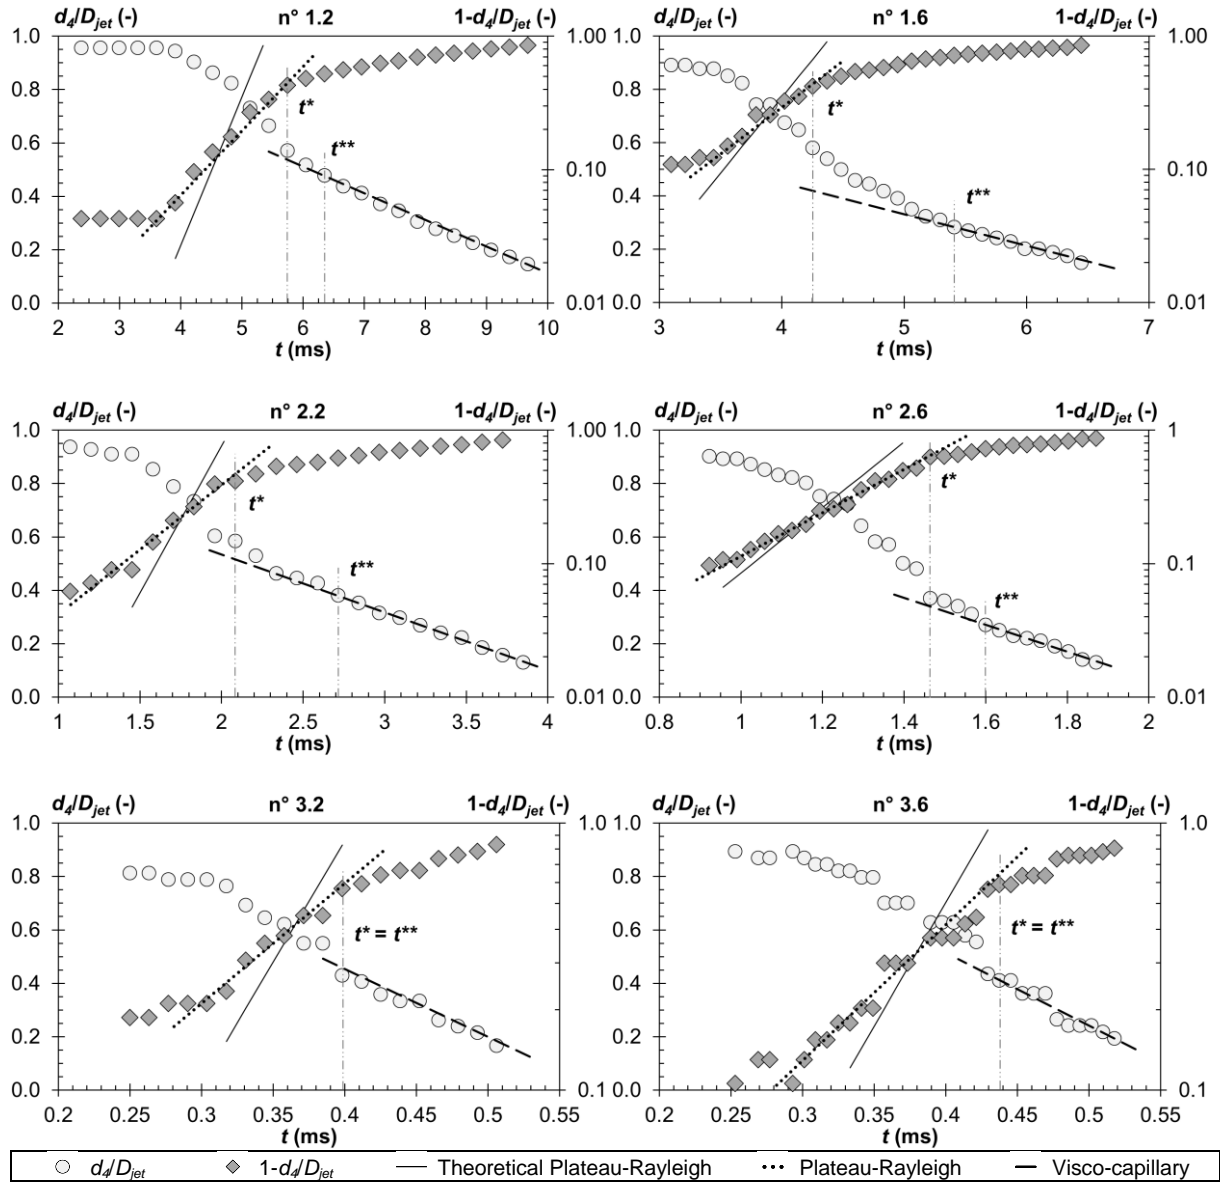 d4/Djet (-) n° 1.2 1-d4/Djet (-)
1.0 1.00
0.8
0.6 0.10
0.4
0.2
0.0 0.01
t*
t**
2 3 4 5 6 7 8 9 10
t (ms)
n° 1.6 1-d4/Djet (-)
d4/Djet (-)
1.0 1.00
0.8
0.6 0.10
0.4
0.2
0.0 0.01
t*
t**
3 4 5 6 7
t (ms)
d4/Djet (-) n° 2.2 1-d4/Djet (-)
1.0 1.00
0.8
0.6 0.10
0.4
0.2
0.0 0.01
t*
t**
1 1.5 2 2.5 3 3.5 4
t (ms)
d4/Djet (-) n° 2.6 1-d4/Djet (-)
1.0 1
0.8
0.6 0.1
0.4
0.2
0.0 0.01
t*
t**
0.8 1 1.2 1.4 1.6 1.8 2
t (ms)
d4/Djet (-) n° 3.2 1-d4/Djet (-)
1.0 1.0
0.8
0.6
0.4
0.2
0.0 0.1
t* = t**
0.2 0.25 0.3 0.35 0.4 0.45 0.5 0.55
t (ms)
d4/Djet (-) n° 3.6 1-d4/Djet (-)
1.0 1.0
0.8
0.6
0.4
0.2
0.0 0.1
t* = t**
0.2 0.25 0.3 0.35 0.4 0.45 0.5 0.55
t (ms)
d4/Djet 1-d4/Djet Theoretical Plateau-Rayleigh Plateau-Rayleigh Visco-capillary